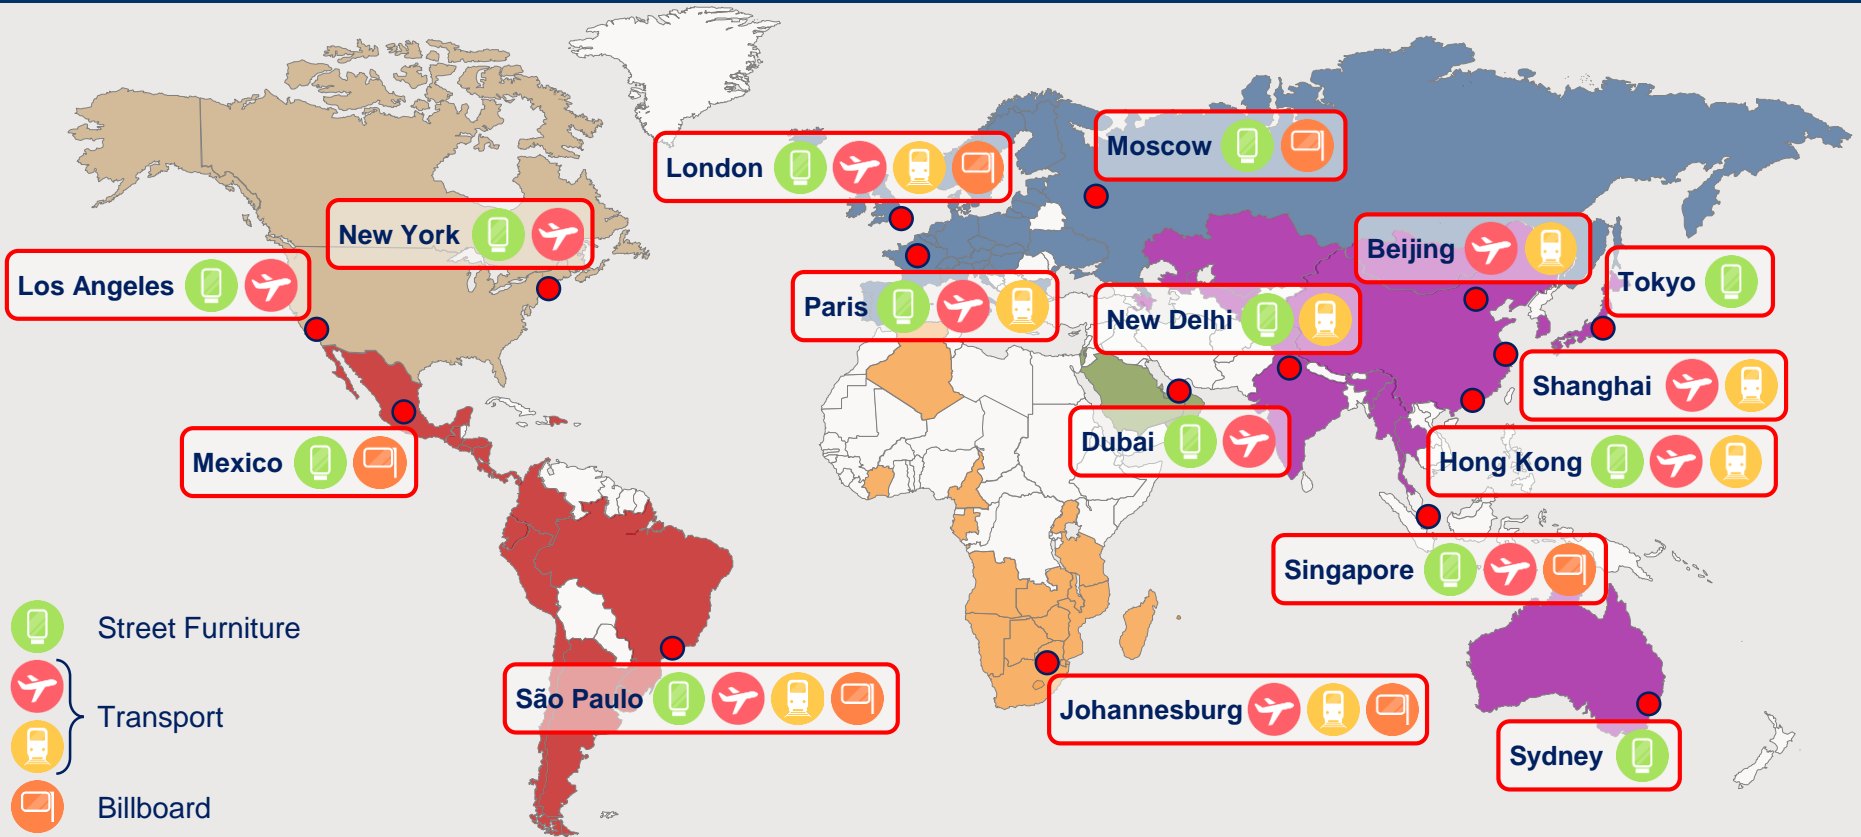 Moscow
London
New York
Beijing
Los Angeles
Tokyo
Paris
New Delhi
Shanghai
Dubai
Mexico
Hong Kong
Singapore
Street Furniture
São Paulo
Johannesburg
Transport
Sydney
Billboard